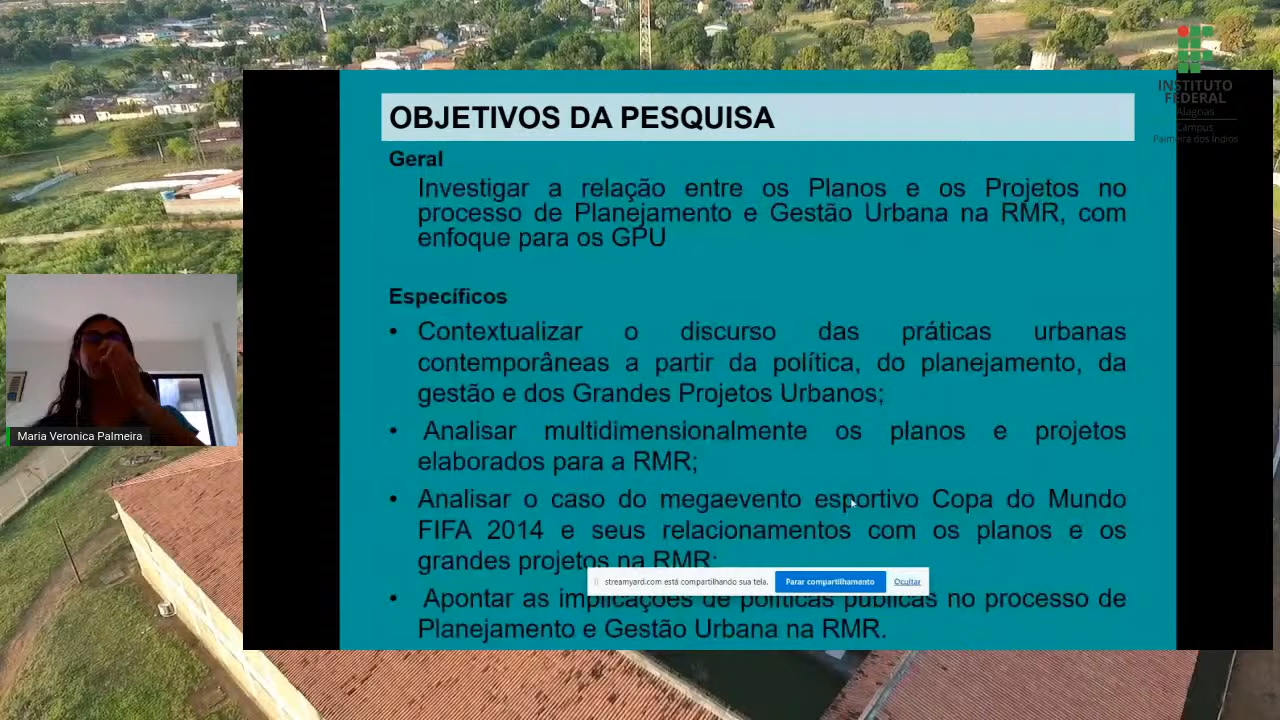 INSTITUTO
FEDERAL
Alagoas
Campus
Palmeira dos Índios
OBJETIVOS DA PESQUISA
Geral
Investigar a relação entre os Planos e os Projetos no
processo de Planejamento e Gestão Urbana na RMR, com
enfoque para os GPU
Específicos
• Contextualizar o discurso das práticas urbanas
contemporâneas a partir da política, do planejamento, da
gestão e dos Grandes Projetos Urbanos;
• Analisar multidimensionalmente os planos e projetos
elaborados para a RMR;
• Analisar o caso do megaevento esportivo Copa do Mundo
FIFA 2014 e seus relacionamentos com os planos e os
grandes projetos na RMR;
streamyard.com está compartilhando sua tela.
Parar compartilhamento
Ocultar
• Apontar as implicações de políticas públicas no processo de
Planejamento e Gestão Urbana na RMR.
Maria Veronica Palmeira